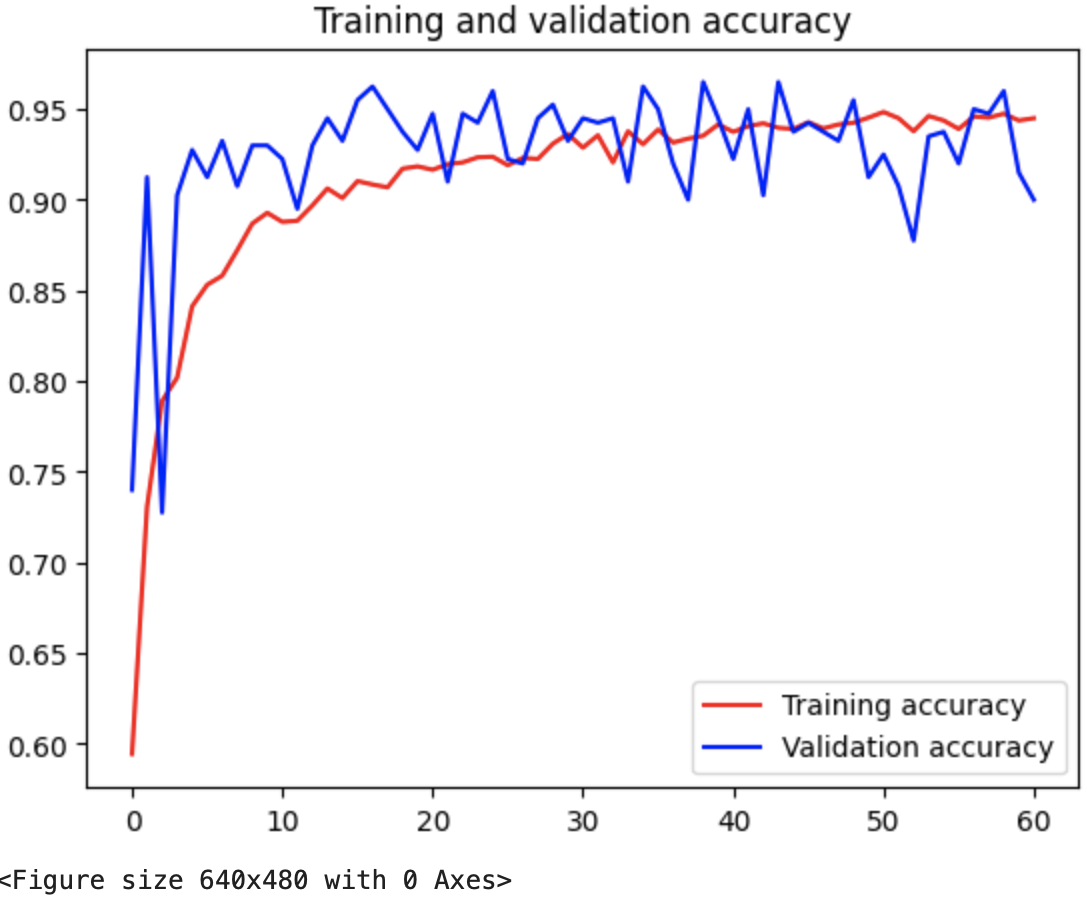 Training and validation accuracy
0.95
0.90
0.85
0.80
0.75
0.70
0.65
0.60
Training accuracy
Validation accuracy
0 10 20 30 40 50 60
<Figure size 640x480 with 0 Axes>